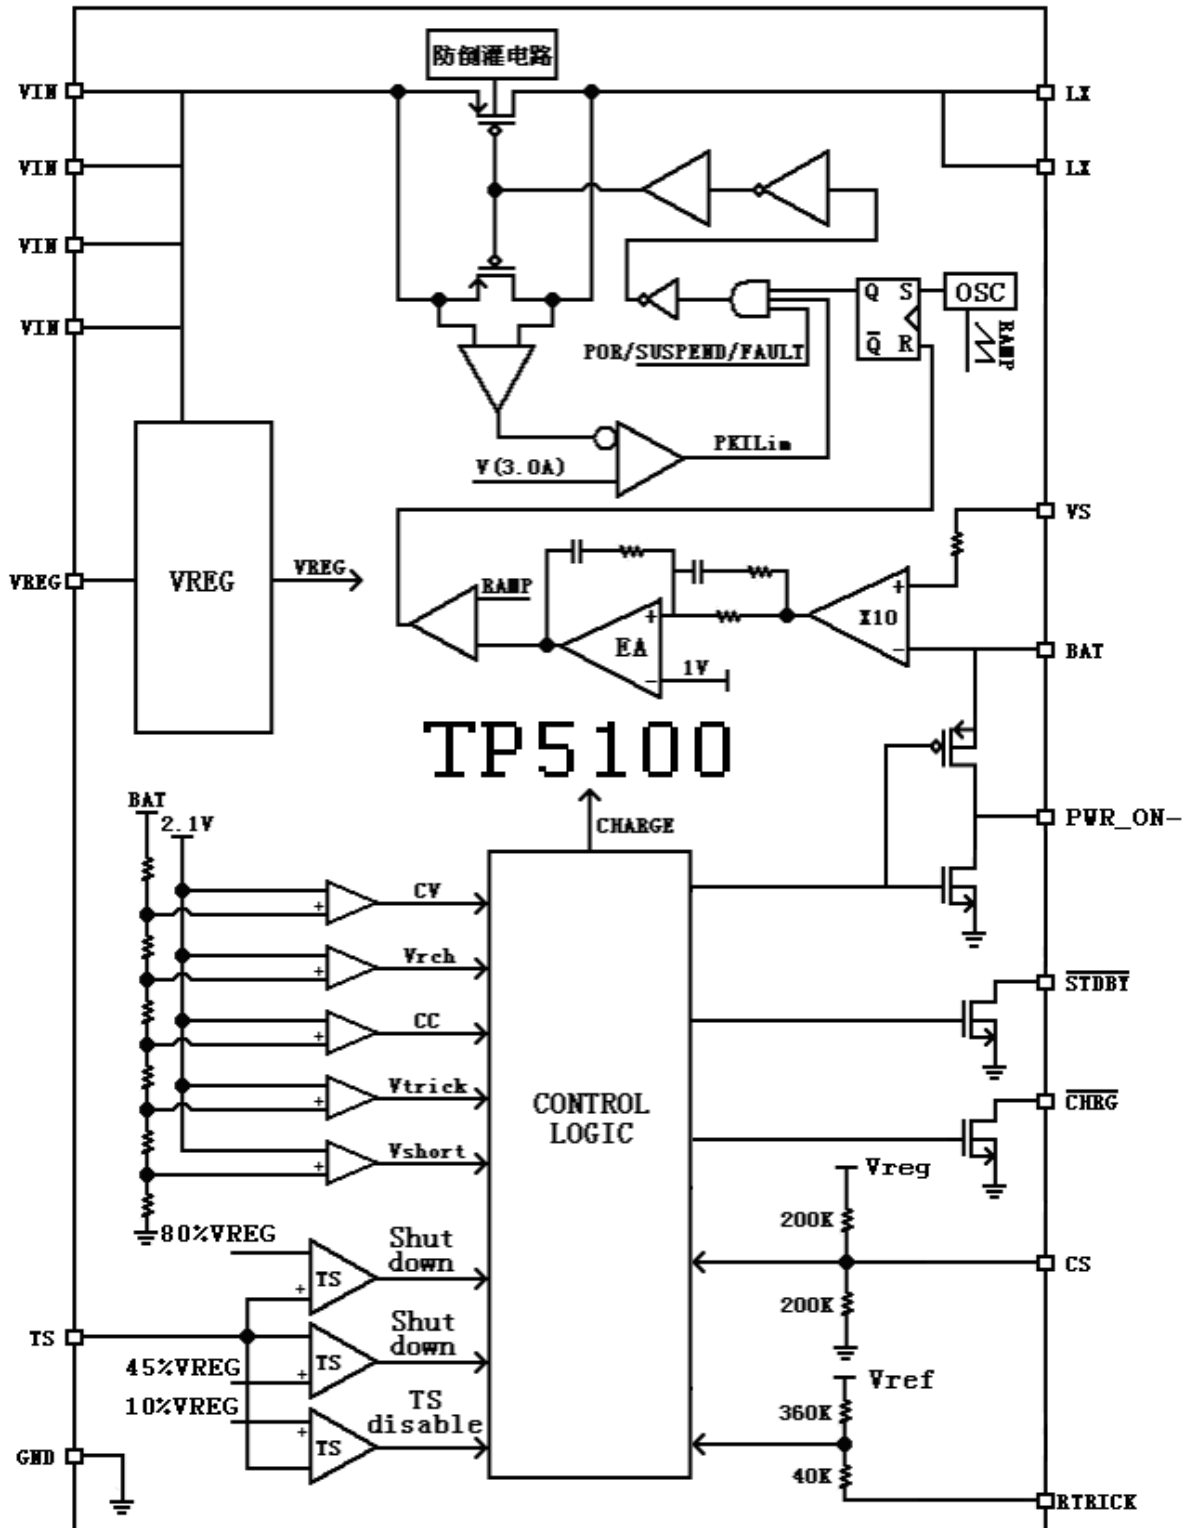 防倒灌电路
VIN
LX
VIN
LX
VIN
VIN
Q S
Q R
OSC
RAMP
POR/SUSPEND/FAULT
PKILim
V(3.0A)
VS
VREG
VREG
VREG
RAMP
+
X10
-
+
EA
-
1V
BAT
TP5100
PWR_ON-
BAT
2.1V
CHARGE
+
CV
+
Vrch
+
CC
+
Vtrick
+
Vshort
CONTROL
LOGIC
STDBY
CHRG
Vreg
200K
CS
200K
80%VREG
+
TS
Shut
down
TS
45%VREG
+
TS
Shut
down
10%VREG
+
TS
TS
disable
Vref
360K
40K
GND
RTRICK